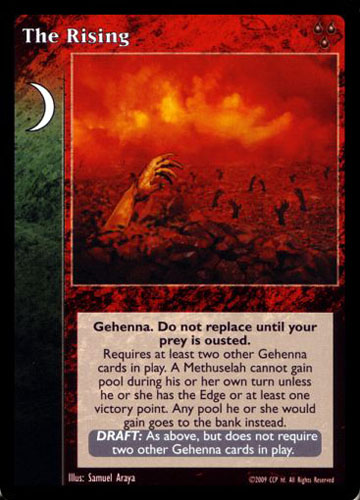 The Rising
Gehenna. Do not replace until your
prey is ousted.
Requires at least two other Gehenna
cards in play. A Methuselah cannot gain
pool during his or her own turn unless
he or she has the Edge or at least one
victory point. Any pool he or she would
gain goes to the bank instead.
DRAFT: As above, but does not require
two other Gehenna cards in play.
Illus: Samuel Araya
©2009 CCP hf. All Rights Reserved